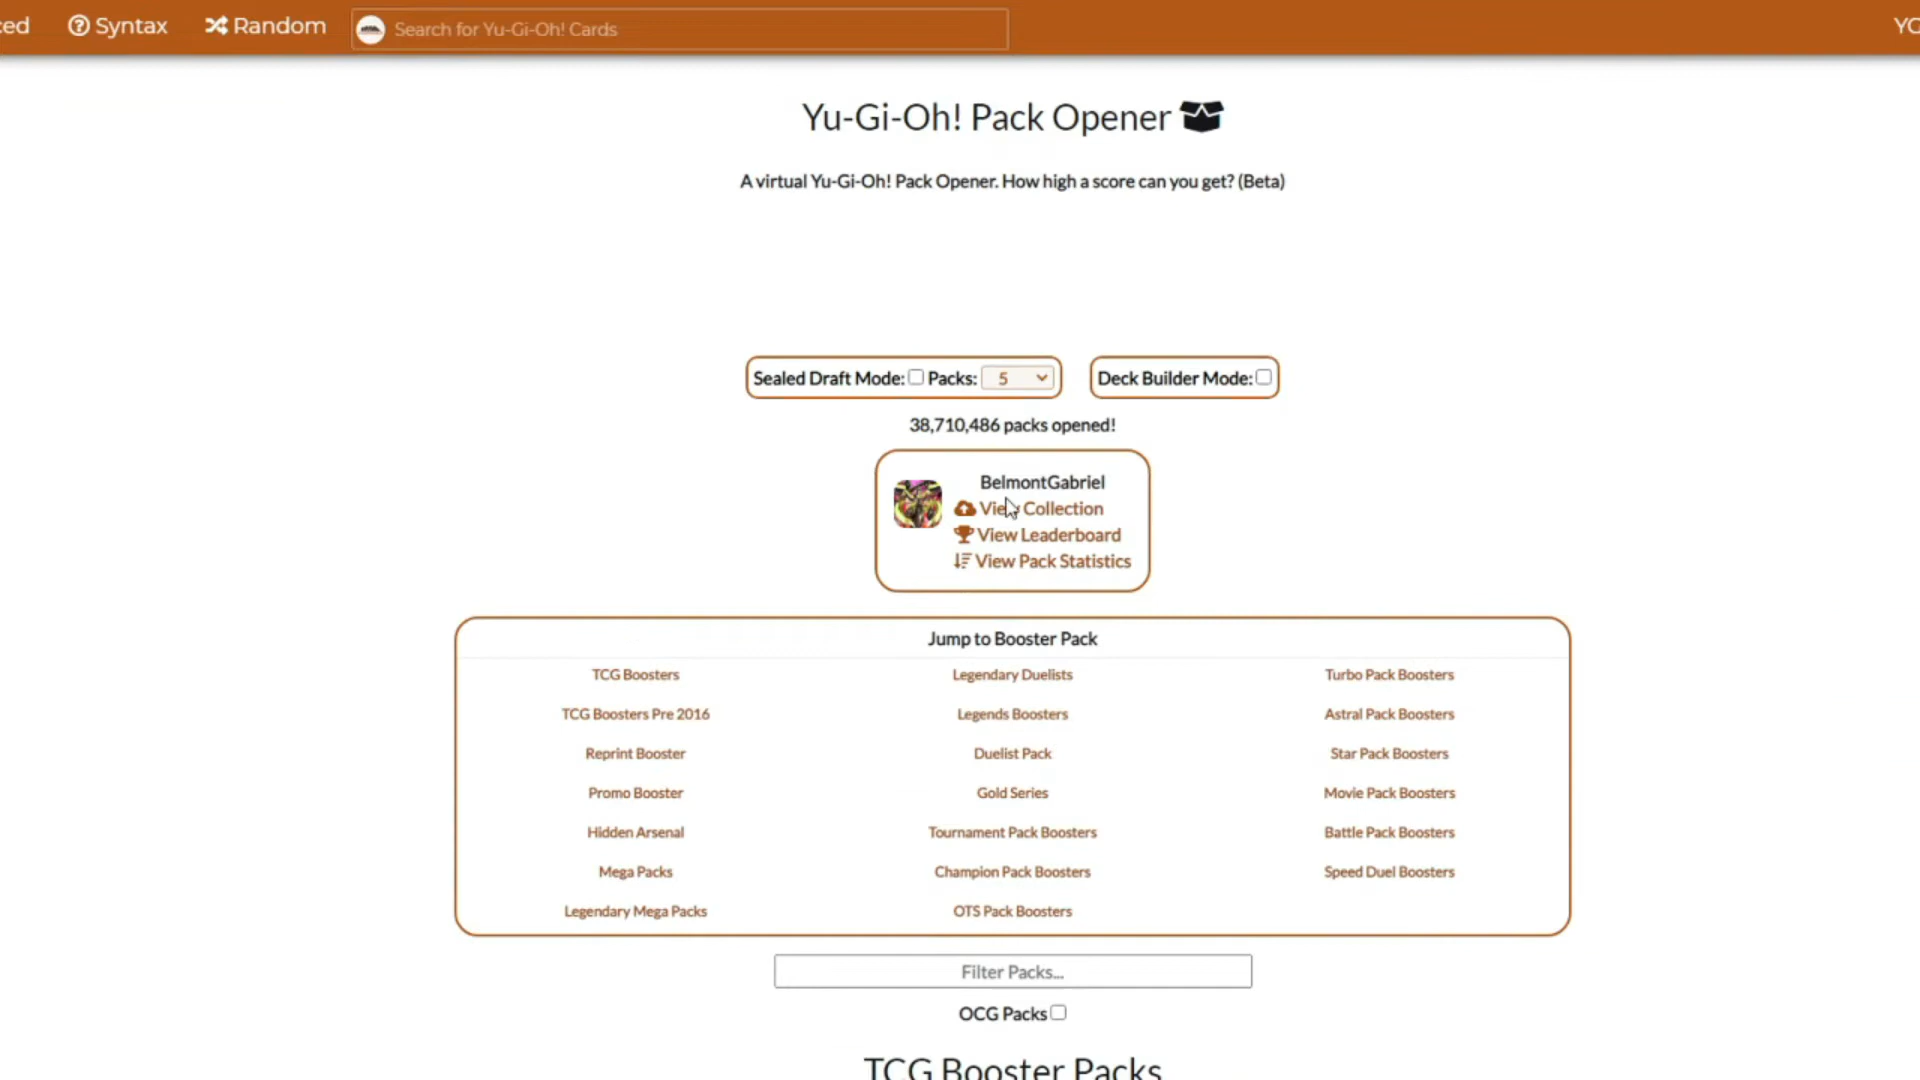 ced Syntax Random Search for Yu-Gi-Oh! Cards YO
Yu-Gi-Oh! Pack Opener
A virtual Yu-Gi-Oh! Pack Opener. How high a score can you get? (Beta)
Sealed Draft Mode: Packs: 5 Deck Builder Mode:
38,710,486 packs opened!
BelmontGabriel
View Collection
View Leaderboard
View Pack Statistics
Jump to Booster Pack
TCG Boosters Legendary Duelists Turbo Pack Boosters
TCG Boosters Pre 2016 Legends Boosters Astral Pack Boosters
Reprint Booster Duelist Pack Star Pack Boosters
Promo Booster Gold Series Movie Pack Boosters
Hidden Arsenal Tournament Pack Boosters Battle Pack Boosters
Mega Packs Champion Pack Boosters Speed Duel Boosters
Legendary Mega Packs OTS Pack Boosters
Filter Packs...
OCG Packs
TCG Booster Packs